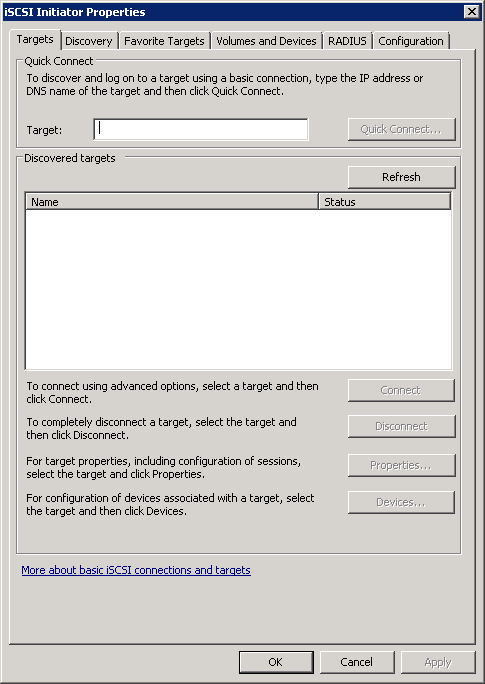 iSCSI Initiator Properties
Targets Discovery Favorite Targets Volumes and Devices RADIUS Configuration
Quick Connect
To discover and log on to a target using a basic connection, type the IP address or
DNS name of the target and then click Quick Connect.
Target:
Quick Connect...
Discovered targets
Refresh
Name Status
To connect using advanced options, select a target and then
click Connect.
Connect
To completely disconnect a target, select the target and
then click Disconnect.
Disconnect
For target properties, including configuration of sessions,
select the target and click Properties.
Properties...
For configuration of devices associated with a target, select
the target and then click Devices.
Devices...
More about basic iSCSI connections and targets
OK Cancel Apply